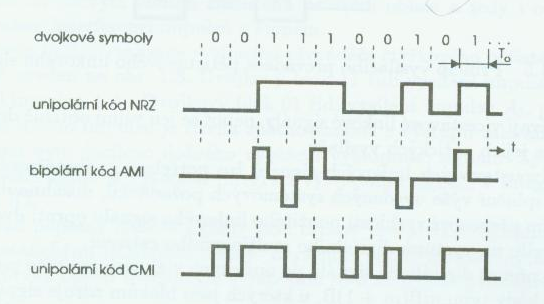 dvojkové symboly 0 0 1 1 1 0 0 1 0 1 ...
T₀
unipolární kód NRZ
t
bipolární kód AMI
unipolární kód CMI